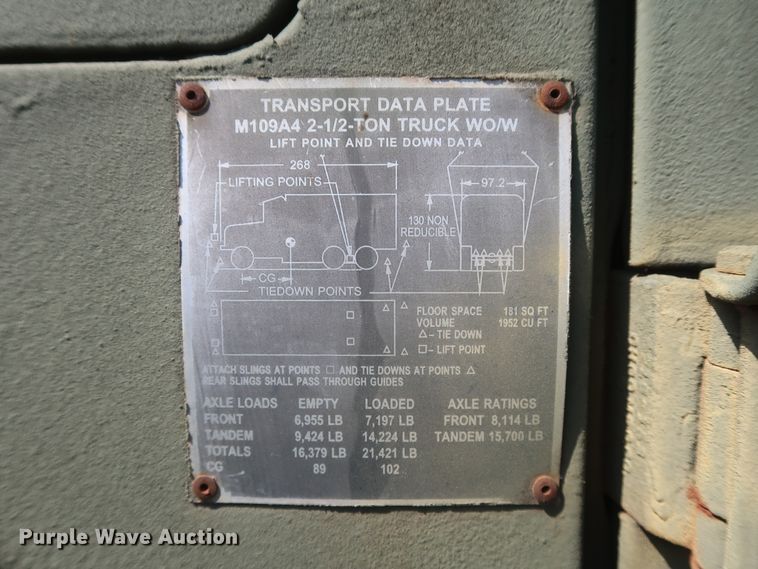 TRANSPORT DATA PLATE
M109A4 2-1/2-TON TRUCK WO/W
LIFT POINT AND TIE DOWN DATA
268
97.2
LIFTING POINTS
130 NON
REDUCIBLE
CG
TIEDOWN POINTS
FLOOR SPACE 181 SQ FT
VOLUME 1952 CU FT
△ – TIE DOWN
□ – LIFT POINT
ATTACH SLINGS AT POINTS □ AND TIE DOWNS AT POINTS △
REAR SLINGS SHALL PASS THROUGH GUIDES
AXLE LOADS EMPTY LOADED AXLE RATINGS
FRONT 6,955 LB 7,197 LB FRONT 8,114 LB
TANDEM 9,424 LB 14,224 LB TANDEM 15,700 LB
TOTALS 16,379 LB 21,421 LB
CG 89 102
Purple Wave Auction